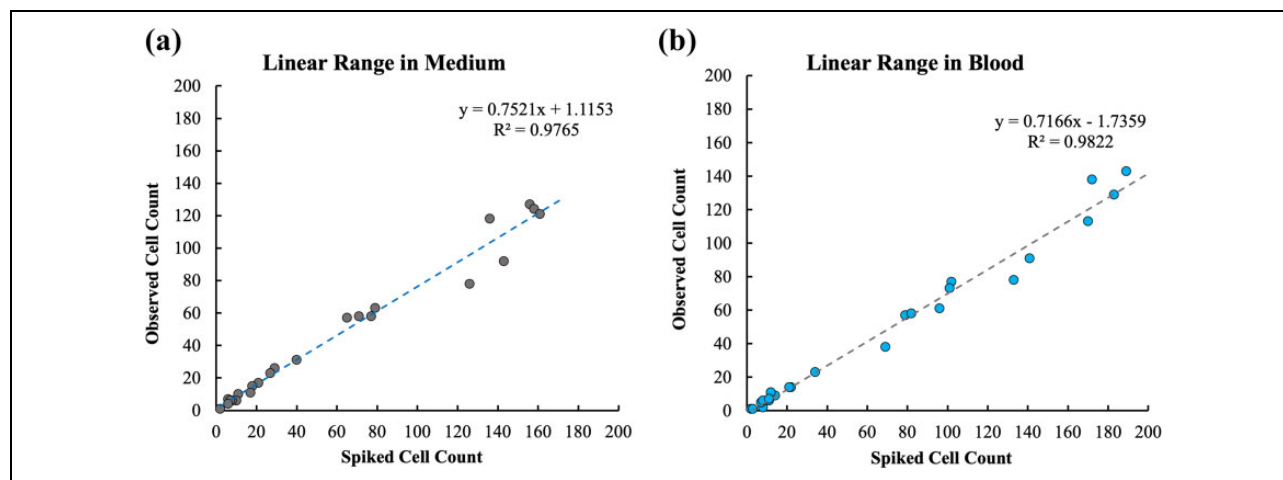 (a)
Linear Range in Medium
y = 0.7521x + 1.1153
R² = 0.9765
Observed Cell Count
200
180
160
140
120
100
80
60
40
20
0
0 20 40 60 80 100 120 140 160 180 200
Spiked Cell Count
(b)
Linear Range in Blood
y = 0.7166x - 1.7359
R² = 0.9822
Observed Cell Count
200
180
160
140
120
100
80
60
40
20
0
0 20 40 60 80 100 120 140 160 180 200
Spiked Cell Count